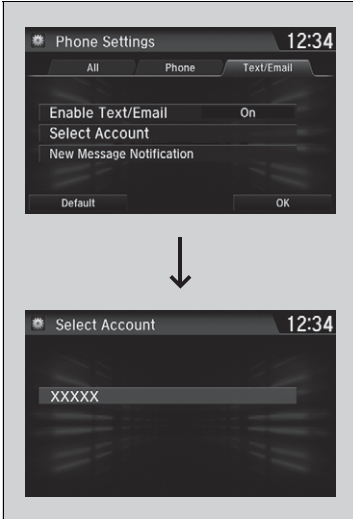 Phone Settings 12:34
All Phone Text/Email
Enable Text/Email On
Select Account
New Message Notification
Default OK
Select Account 12:34
XXXXX